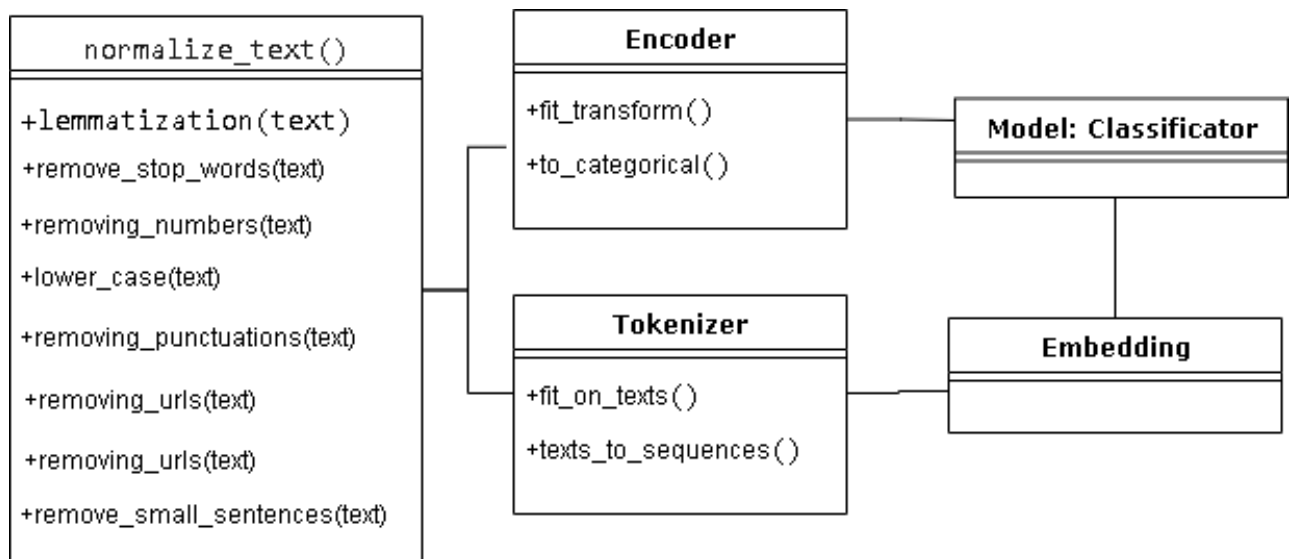 normalize_text()
+lemmatization(text)
+remove_stop_words(text)
+removing_numbers(text)
+lower_case(text)
+removing_punctuations(text)
+removing_urls(text)
+removing_urls(text)
+remove_small_sentences(text)
Encoder
+fit_transform()
+to_categorical()
Tokenizer
+fit_on_texts()
+texts_to_sequences()
Model: Classificator
Embedding